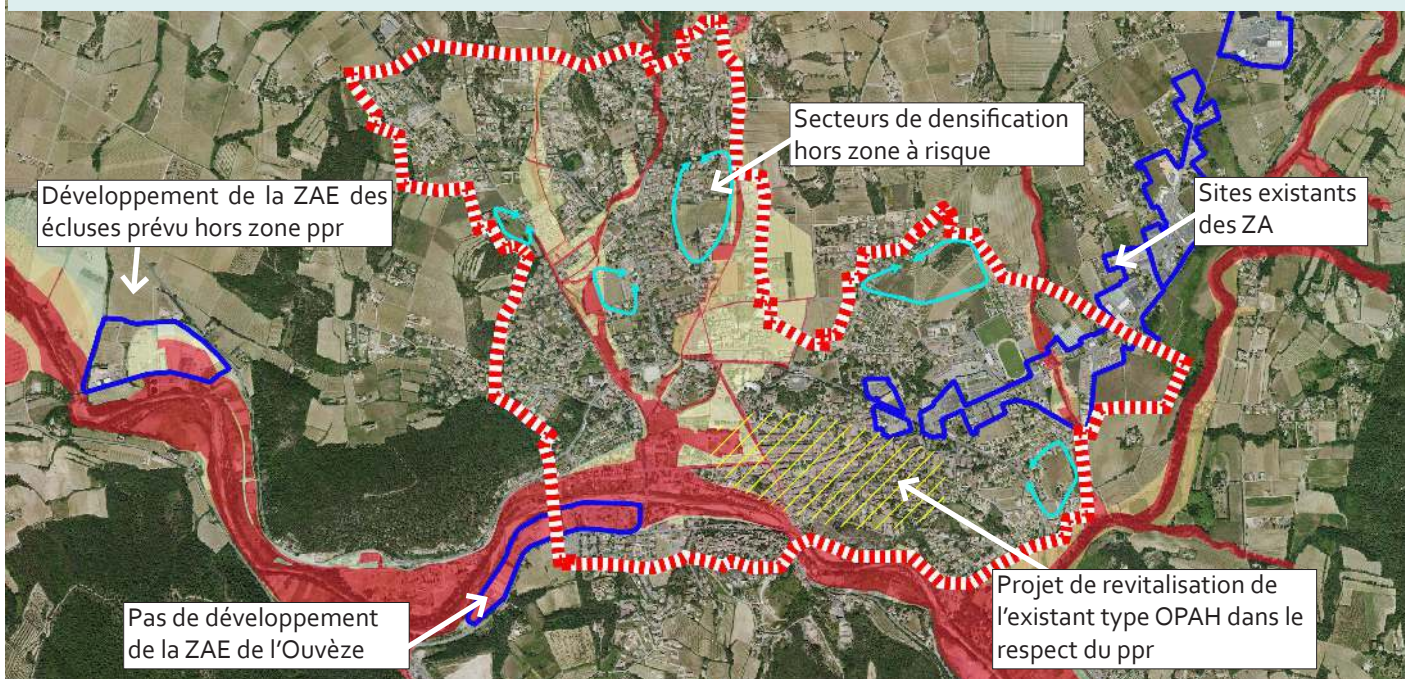 Secteurs de densification
hors zone à risque
Développement de la ZAE des
écluses prévu hors zone ppr
Sites existants
des ZA
Pas de développement
de la ZAE de l'Ouvèze
Projet de revitalisation de
l'existant type OPAH dans le
respect du ppr